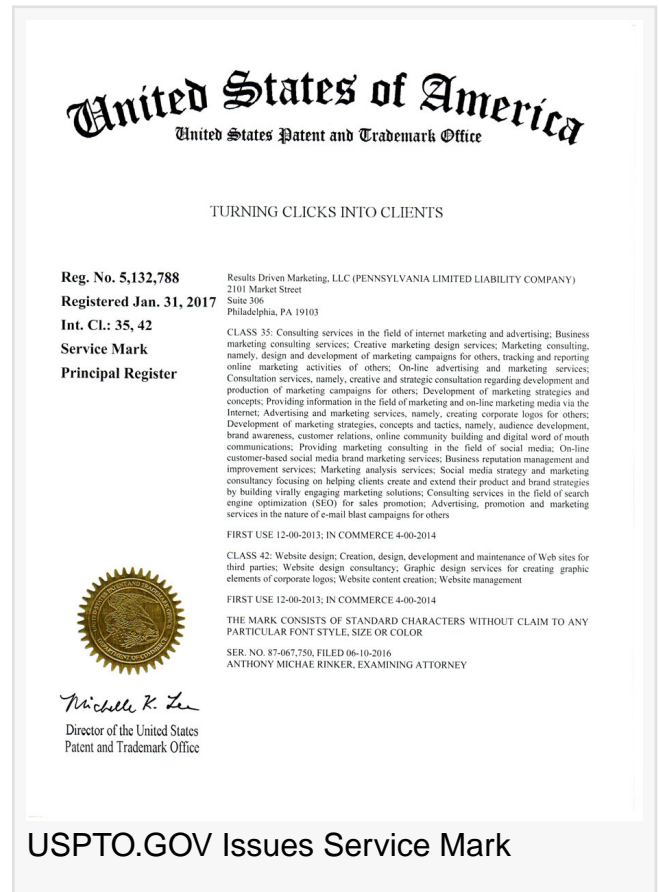 United States of America
United States Patent and Trademark Office
TURNING CLICKS INTO CLIENTS
Reg. No. 5,132,788
Registered Jan. 31, 2017
Int. Cl.: 35, 42
Service Mark
Principal Register
Results Driven Marketing, LLC (PENNSYLVANIA LIMITED LIABILITY COMPANY)
2101 Market Street
Suite 306
Philadelphia, PA 19103
CLASS 35: Consulting services in the field of internet marketing and advertising; Business
marketing consulting services; Creative marketing design services; Marketing consulting,
namely, design and development of marketing campaigns for others, tracking and reporting
online marketing activities of others; On-line advertising and marketing services;
Consultation services, namely, creative and strategic consultation regarding development and
production of marketing campaigns for others; Development of marketing strategies and
concepts; Providing information in the field of marketing and on-line marketing media via the
Internet; Advertising and marketing services, namely, creating corporate logos for others;
Development of marketing strategies, concepts and tactics, namely, audience development,
brand awareness, customer relations, online community building and digital word of mouth
communications; Providing marketing consulting in the field of social media; On-line
customer-based social media brand marketing services; Business reputation management and
improvement services; Marketing analysis services; Social media strategy and marketing
consultancy focusing on helping clients create and extend their product and brand strategies
by building virally engaging marketing solutions; Consulting services in the field of search
engine optimization (SEO) for sales promotion; Advertising, promotion and marketing
services in the nature of e-mail blast campaigns for others
FIRST USE 12-00-2013; IN COMMERCE 4-00-2014
CLASS 42: Website design; Creation, design, development and maintenance of Web sites for
third parties; Website design consultancy; Graphic design services for creating graphic
elements of corporate logos; Website content creation; Website management
FIRST USE 12-00-2013; IN COMMERCE 4-00-2014
THE MARK CONSISTS OF STANDARD CHARACTERS WITHOUT CLAIM TO ANY
PARTICULAR FONT STYLE, SIZE OR COLOR
SER. NO. 87-067,750, FILED 06-10-2016
ANTHONY MICHAE RINKER, EXAMINING ATTORNEY
Michelle K. Lee
Director of the United States
Patent and Trademark Office
USPTO.GOV Issues Service Mark